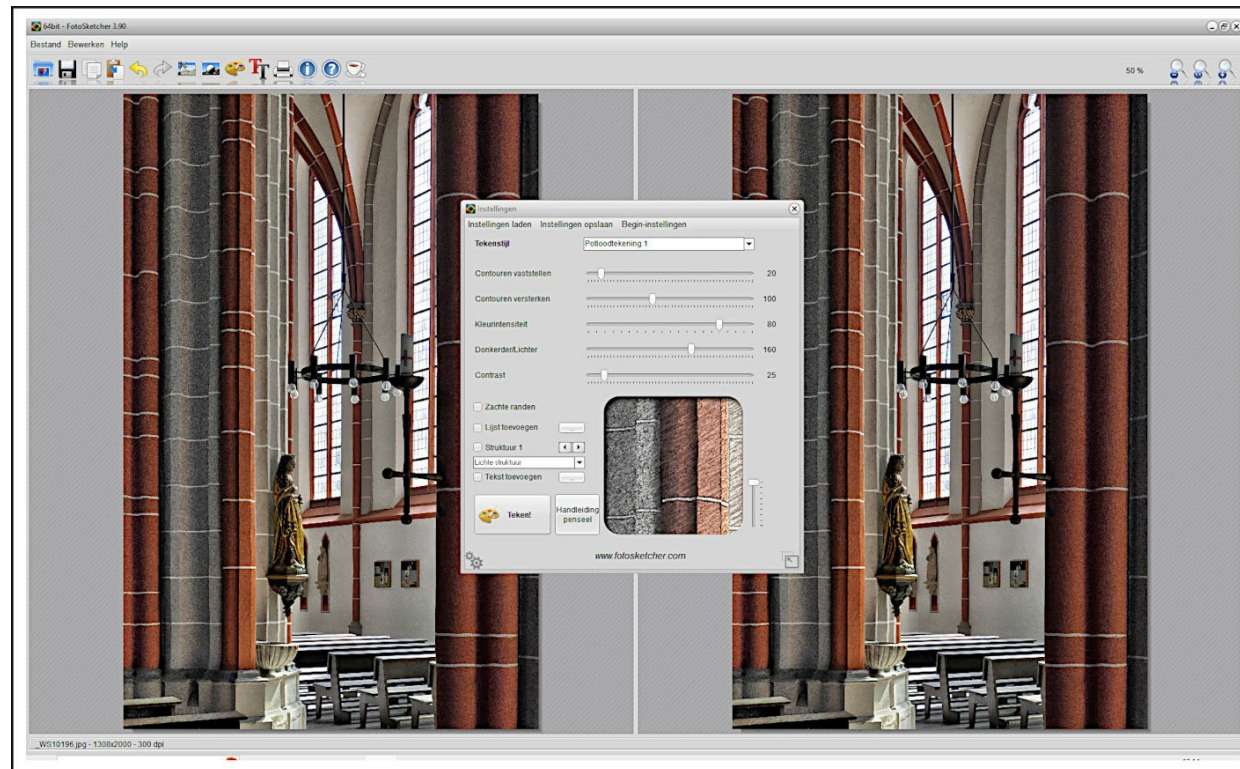 64bit - FotoSketcher 3.90
Bestand Bewerken Help
50 %
Instellingen
Instellingen laden Instellingen opslaan Begin-instellingen
Tekenstijl Potloodtekening 1
Contouren vaststellen 20
Contouren versterken 100
Kleurintensiteit 80
Donkerder/Lichter 160
Contrast 25
Zachte randen
Lijst toevoegen
Struktuur 1
Lichte struktuur
Tekst toevoegen
Teken!
Handleiding
penseel
www.fotosketcher.com
_WS10196.jpg - 1308x2000 - 300 dpi